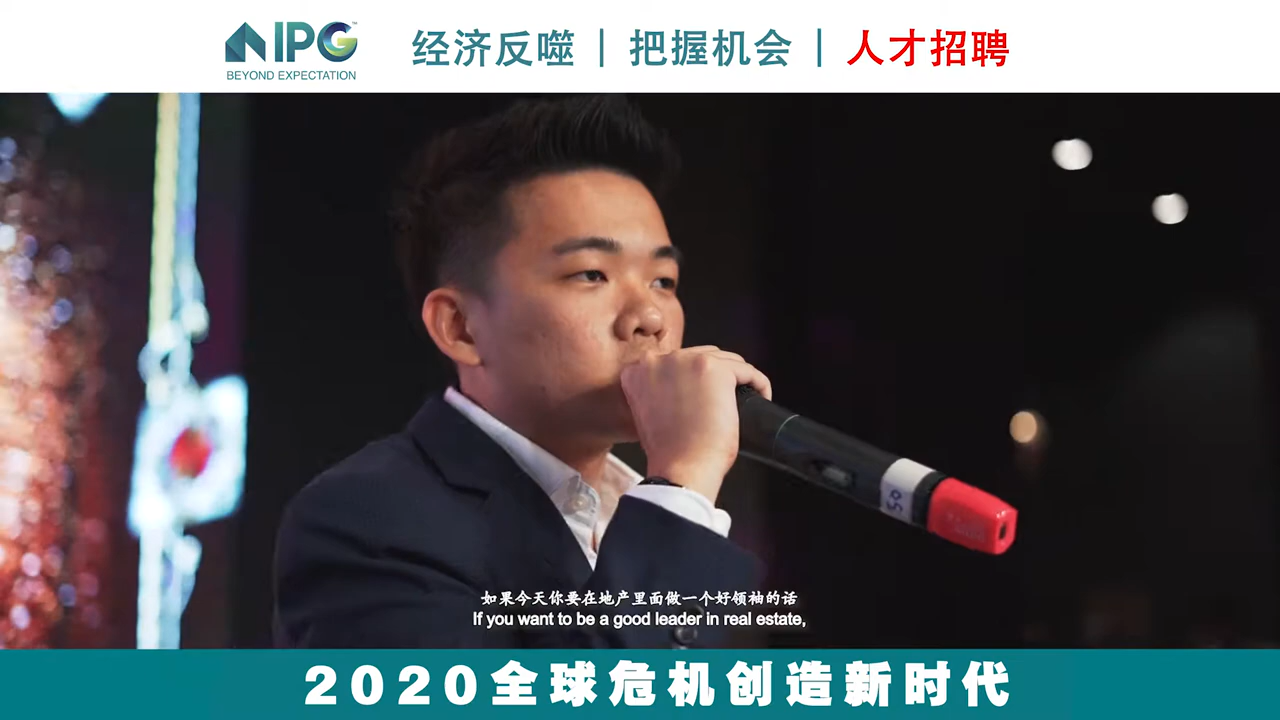 NIPG™ 经济反噬 | 把握机会 | 人才招聘
BEYOND EXPECTATION
50
如果今天你要在地产里面做一个好领袖的话
If you want to be a good leader in real estate,
2020全球危机创造新时代